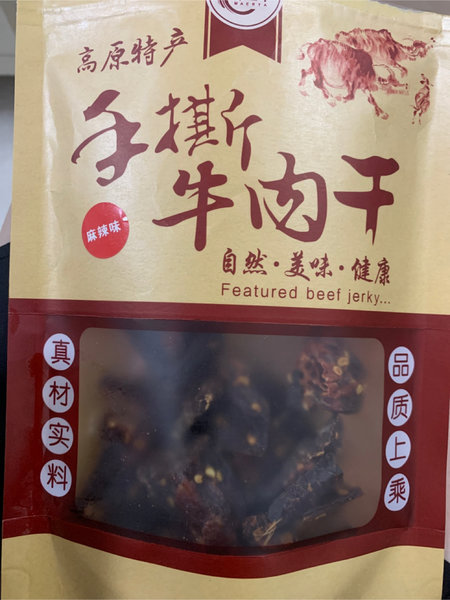 高原特产
手撕
牛肉干
麻辣味
自然·美味·健康
Featured beef jerky...
真材实料
品质上乘